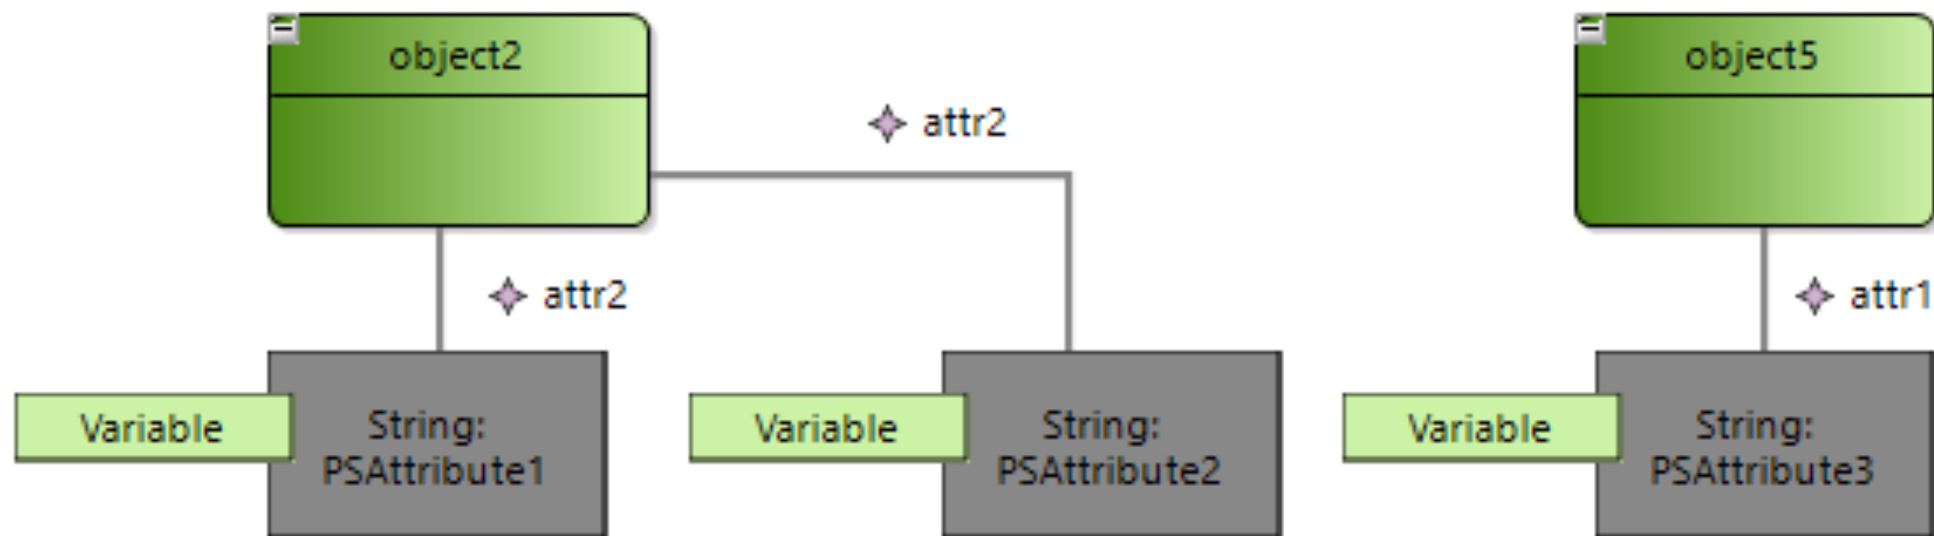 object2
object5
attr2
attr2
attr1
Variable
String:
PSAttribute1
Variable
String:
PSAttribute2
Variable
String:
PSAttribute3